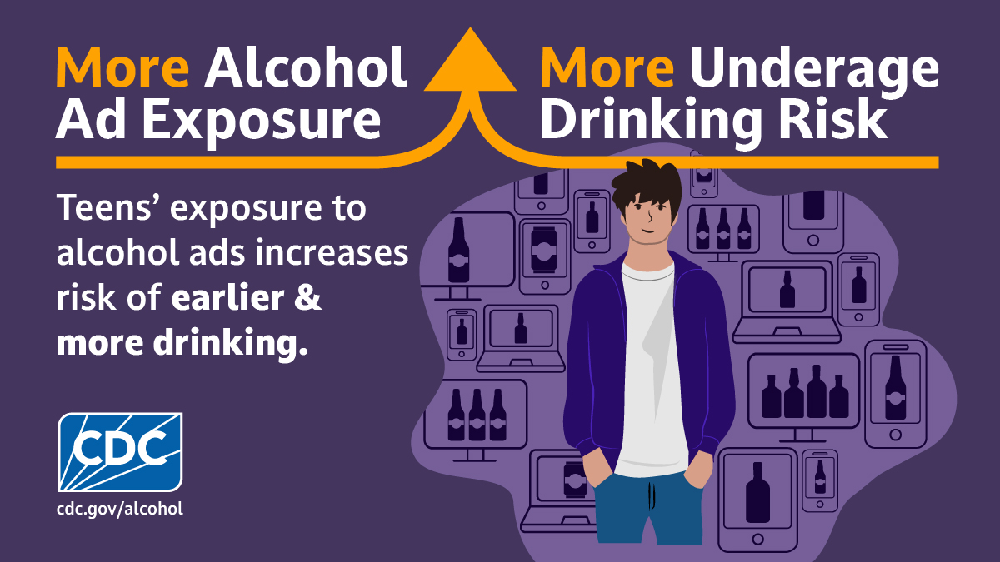 More Alcohol
Ad Exposure
More Underage
Drinking Risk
Teens’ exposure to
alcohol ads increases
risk of earlier &
more drinking.
CDC
cdc.gov/alcohol